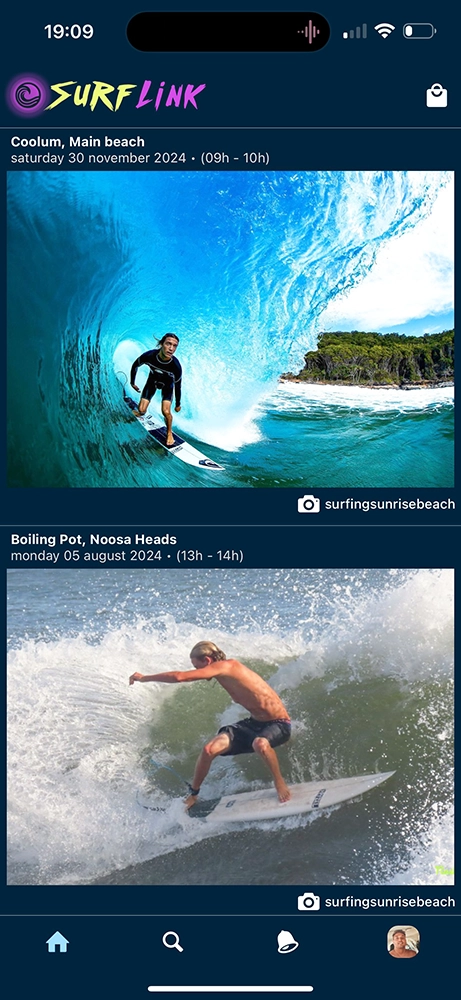 19:09
SURFLINK
Coolum, Main beach
saturday 30 november 2024 • (09h - 10h)
surfingsunrisebeach
Boiling Pot, Noosa Heads
monday 05 august 2024 • (13h - 14h)
surfingsunrisebeach